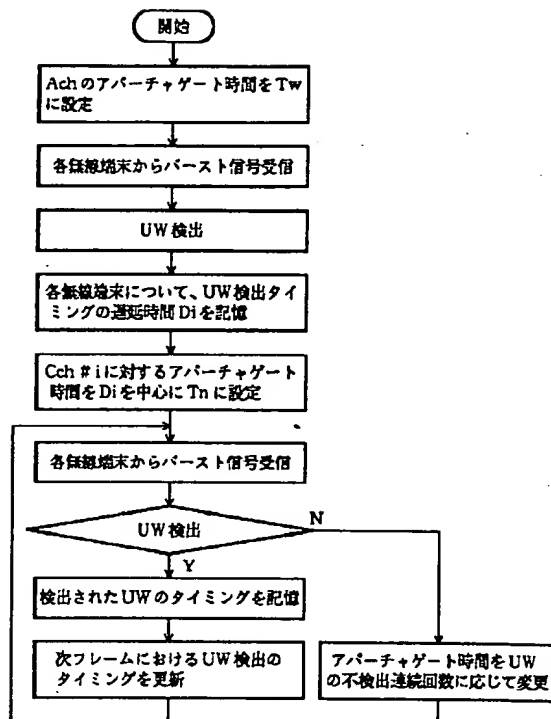 開始
Achのアパーチャゲート時間をTw
に設定
各無線端末からバースト信号受信
UW検出
各無線端末について、UW検出タイ
ミングの遅延時間Diを記憶
Cch #iに対するアパーチャゲート
時間をDiを中心にTnに設定
各無線端末からバースト信号受信
UW検出
N
Y
検出されたUWのタイミングを記憶
次フレームにおけるUW検出の
タイミングを更新
アパーチャゲート時間をUW
の不検出連続回数に応じて変更